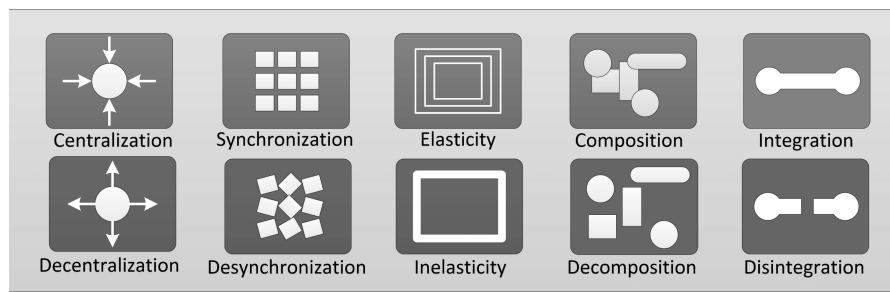 Centralization
Synchronization
Elasticity
Composition
Integration
Decentralization
Desynchronization
Inelasticity
Decomposition
Disintegration